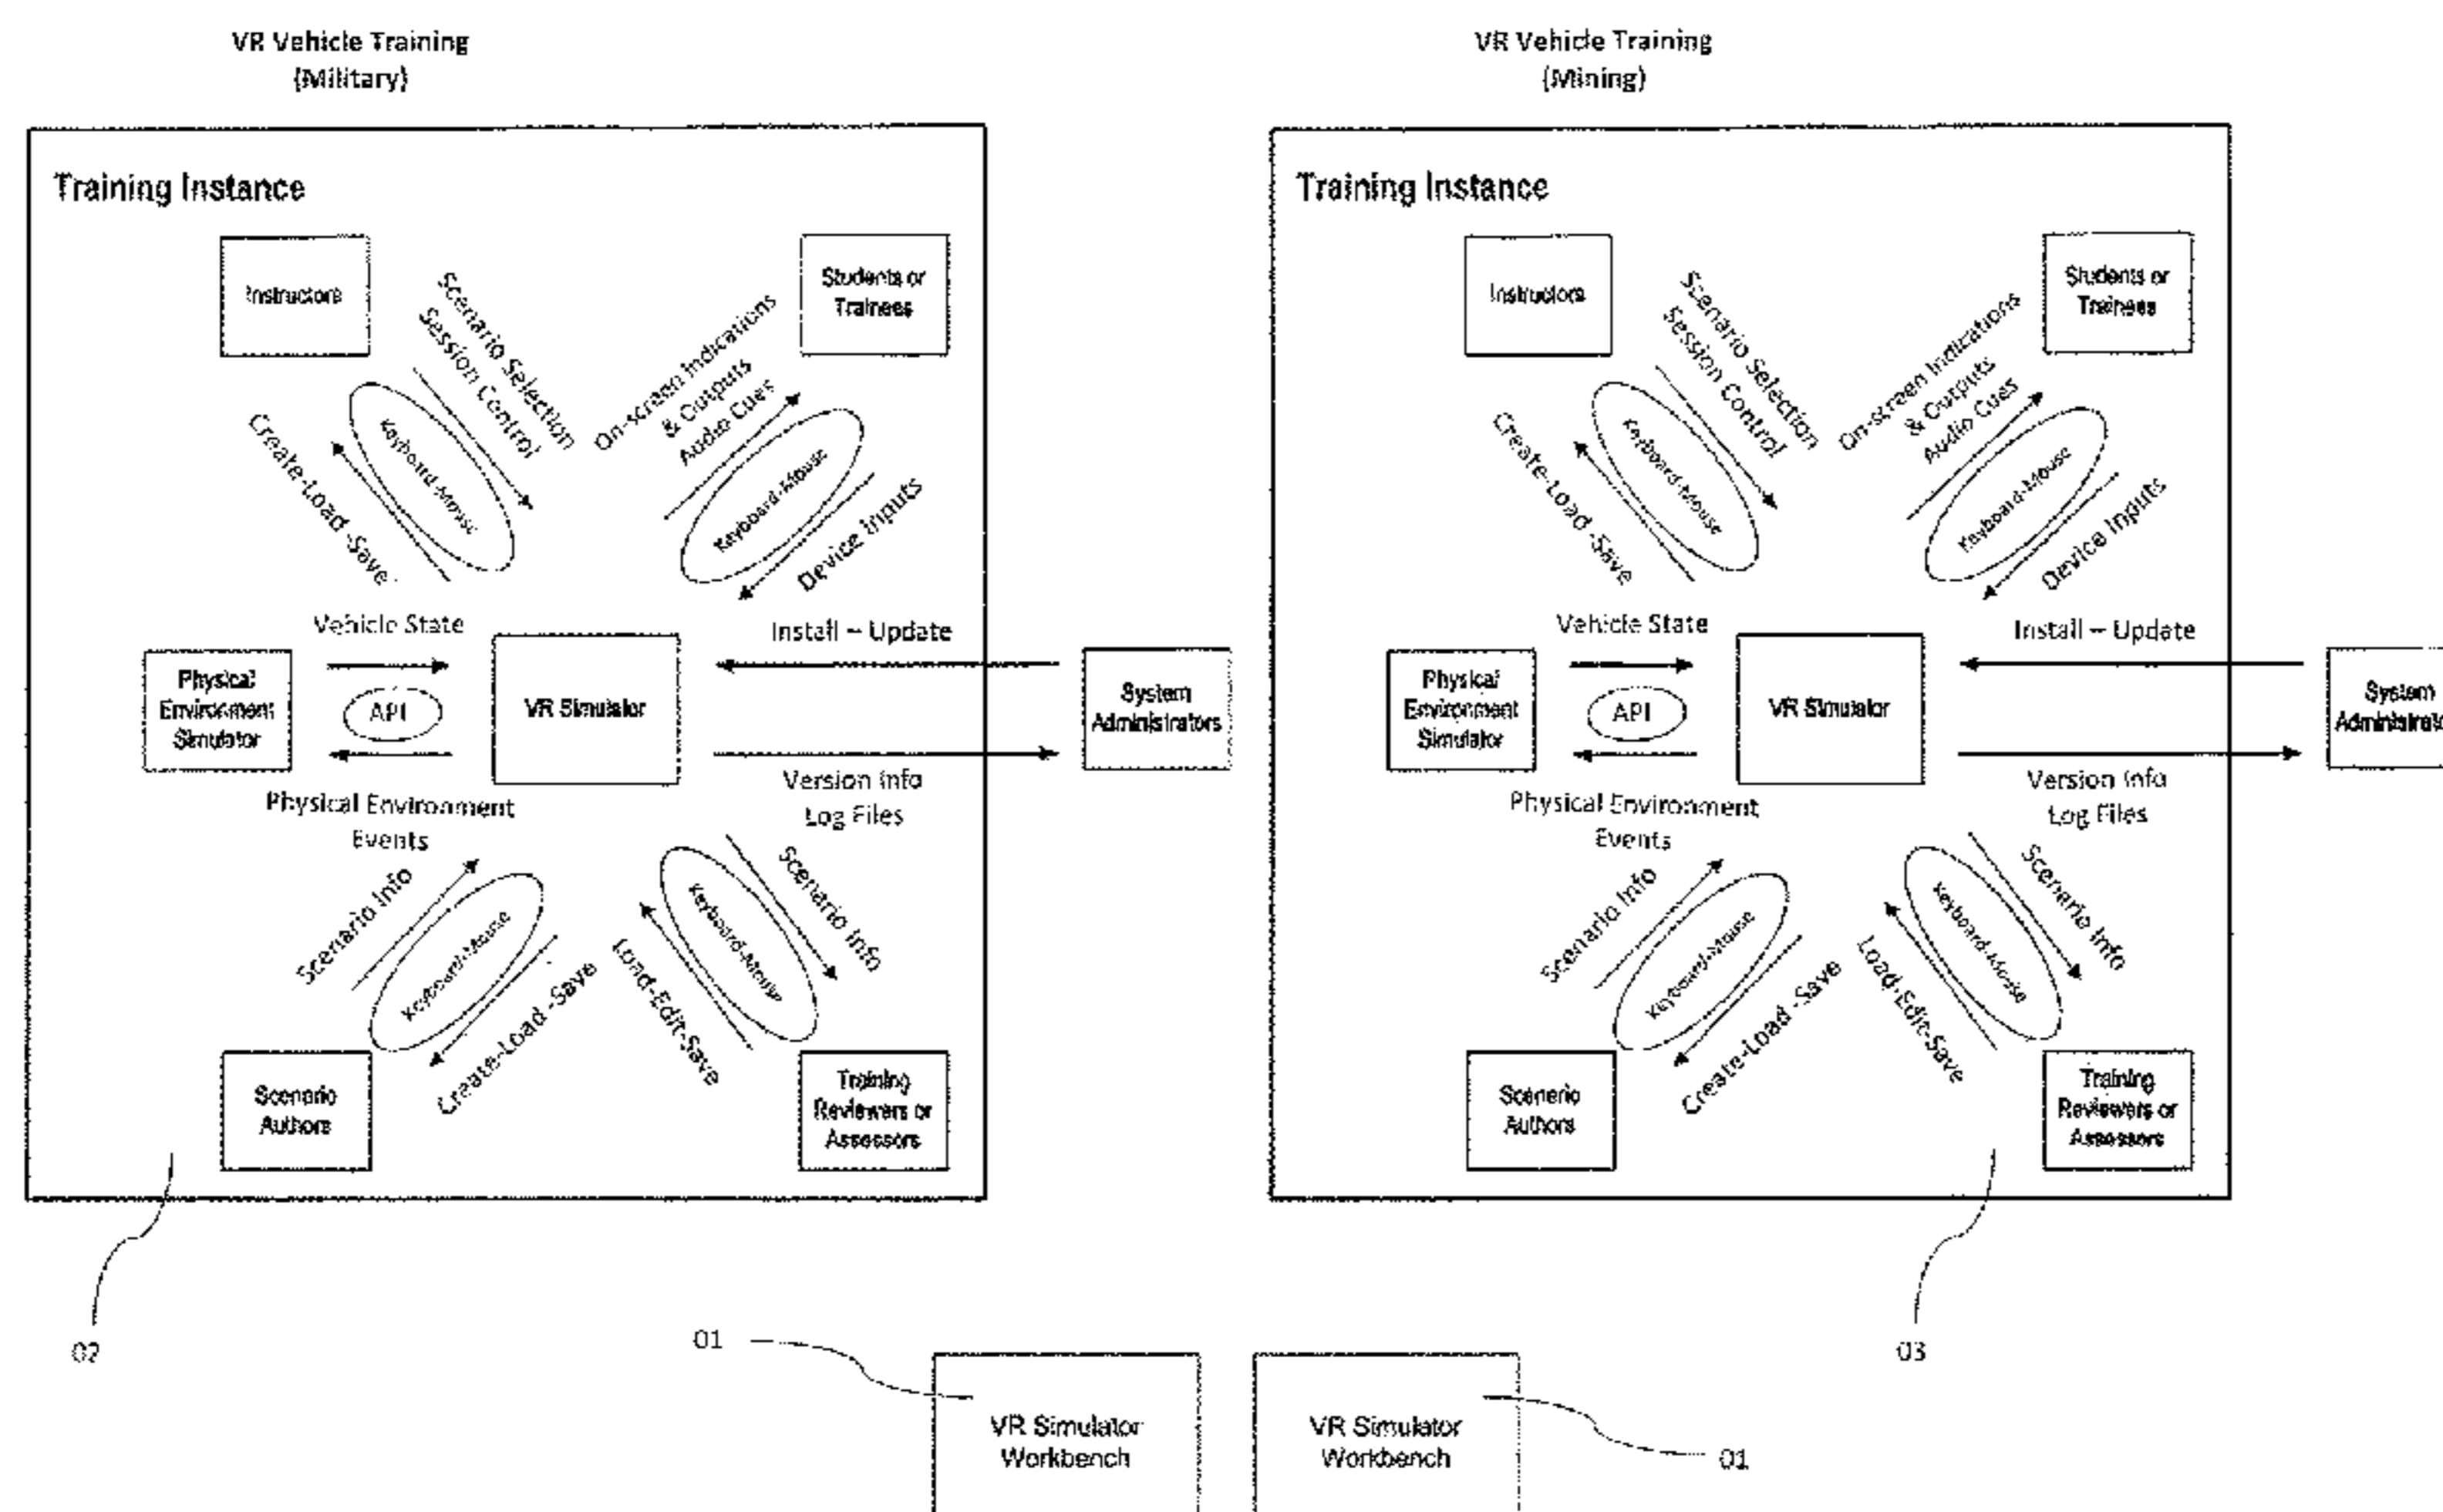 VR Vehicle Training
(Military)
Training Instance
Instructors
Scenario Selection
Session Control
Keyboard-Mouse
Create-Load -Save
Students or
Trainees
On-screen Indications
& Outputs
Audio Cues
Keyboard-Mouse
Device Inputs
Vehicle State
Physical
Environment
Simulator
API
Physical Environment
Events
VR Simulator
Install – Update
System
Administrators
Version Info
Log Files
Scenario Info
Keyboard-Mouse
Create-Load -Save
Scenario
Authors
Scenario Info
Keyboard-Mouse
Load-Edit-Save
Training
Reviewers or
Assessors
02
VR Vehicle Training
(Mining)
Training Instance
Instructors
Scenario Selection
Session Control
Keyboard-Mouse
Create-Load -Save
Students or
Trainees
On-screen Indications
& Outputs
Audio Cues
Keyboard-Mouse
Device Inputs
Vehicle State
Physical
Environment
Simulator
API
Physical Environment
Events
VR Simulator
Install – Update
System
Version Info
Log Files
Scenario Info
Keyboard-Mouse
Create-Load -Save
Scenerio
Authors
Scenario Info
Keyboard-Mouse
Load-Edit-Save
Training
Reviewers or
Assessors
03
01
VR Simulator
Workbench
VR Simulator
Workbench
01